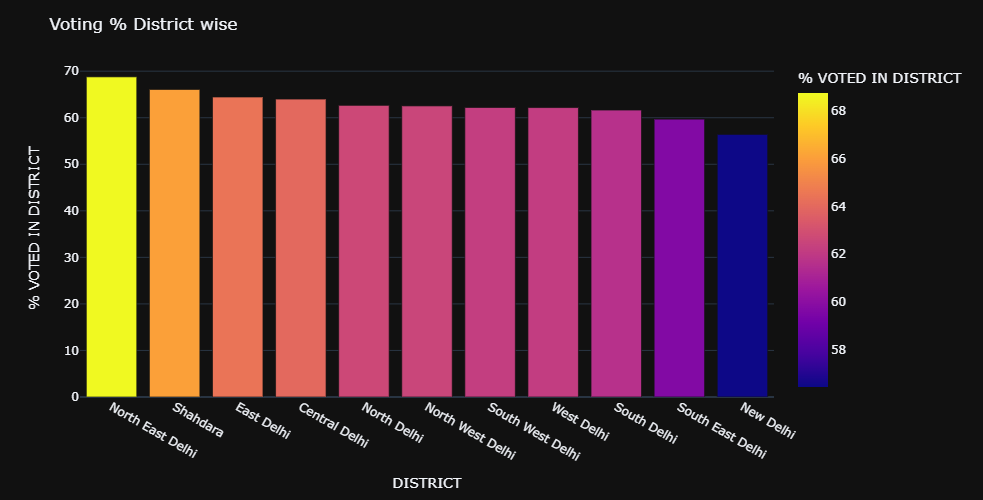 Voting % District wise
% VOTED IN DISTRICT
70
60
50
40
30
20
10
0
North East Delhi
Shahdara
East Delhi
Central Delhi
North Delhi
North West Delhi
South West Delhi
West Delhi
South Delhi
South East Delhi
New Delhi
DISTRICT
% VOTED IN DISTRICT
68
66
64
62
60
58